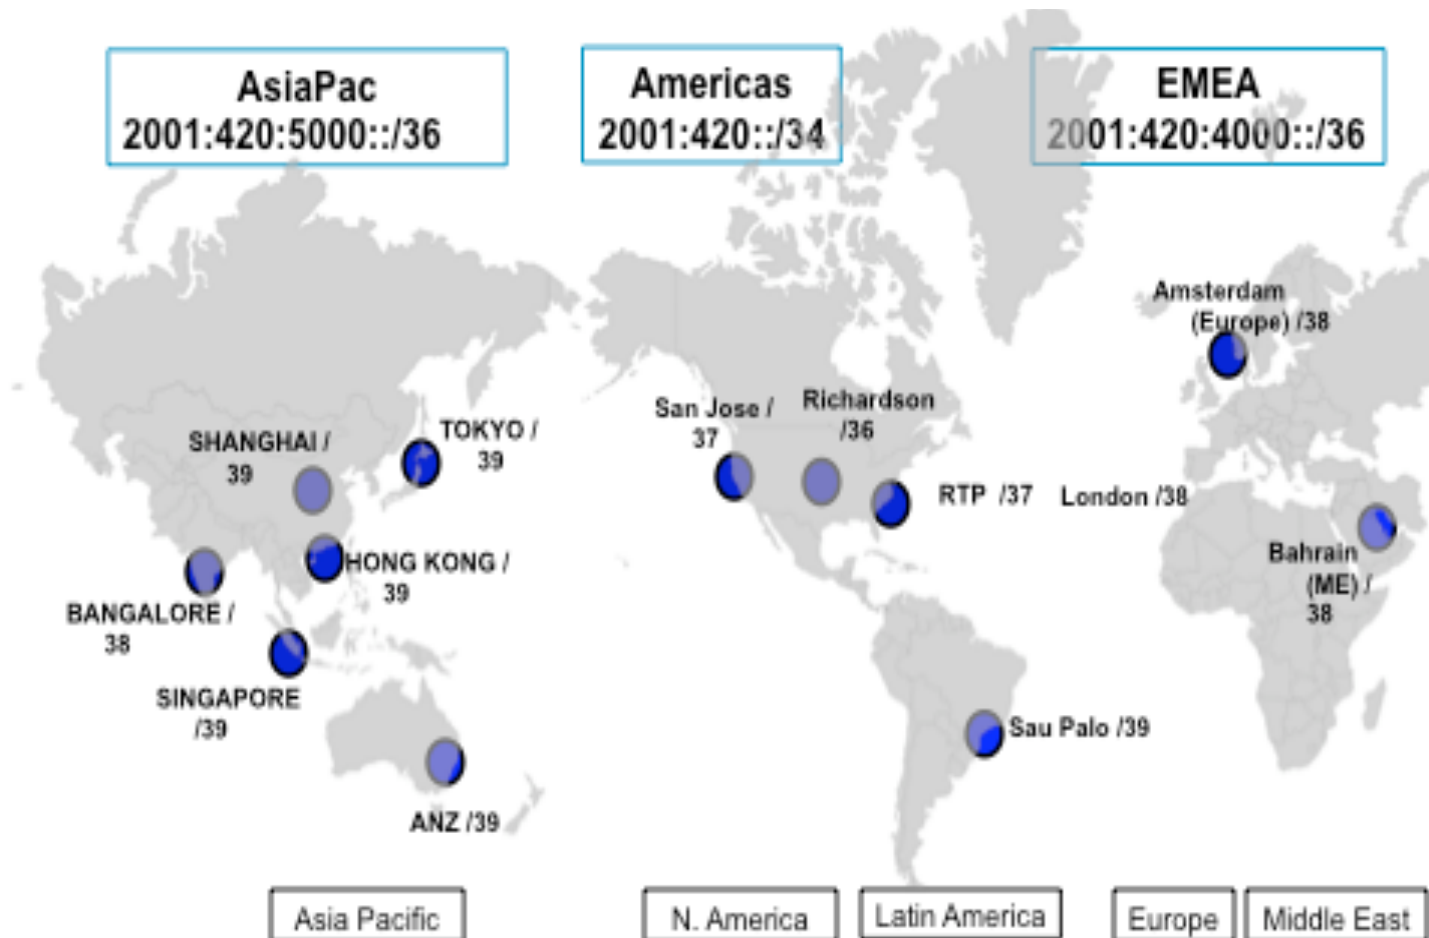 AsiaPac
2001:420:5000::/36
Americas
2001:420::/34
EMEA
2001:420:4000::/36
Amsterdam
(Europe) /38
San Jose /
37
Richardson
/36
SHANGHAI /
39
TOKYO /
39
RTP /37
London /38
HONG KONG /
39
Bahrain
(ME) /
38
BANGALORE /
38
SINGAPORE
/39
Sau Palo /39
ANZ /39
Asia Pacific
N. America
Latin America
Europe
Middle East